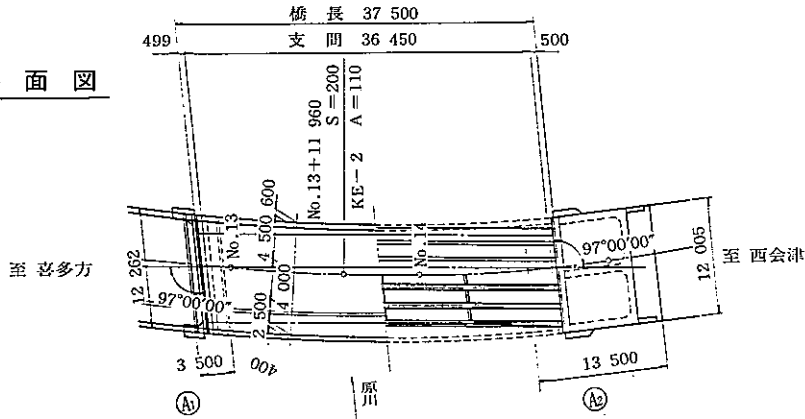 橋 長 37 500
499 支 間 36 450 500
面 図
No.13+11 960
S=200
KE-2 A=110
600
No.13
4 500
4 000
2 500
400
No.14
97°00′00″
12 005
至 西会津
至 喜多方
12 262
97°00′00″
3 500
13 500
A1
A2